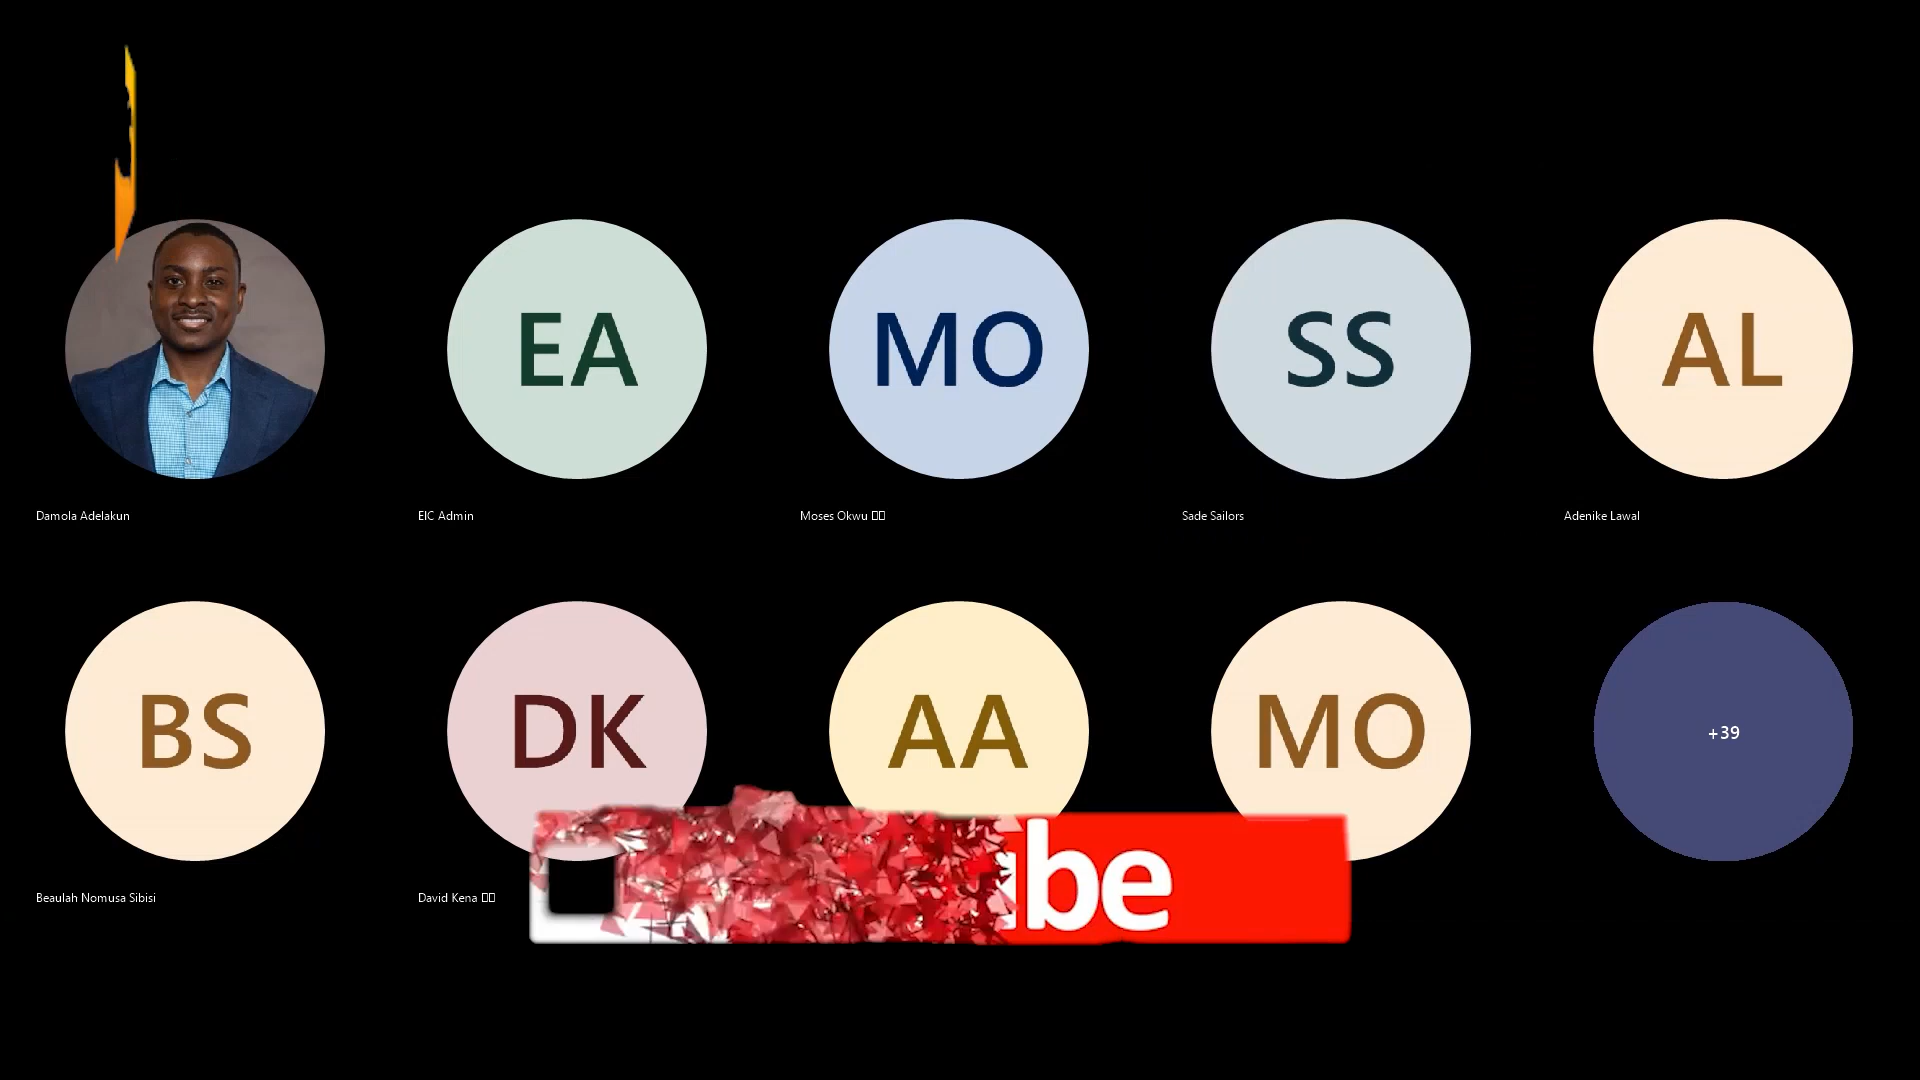 EA
MO
SS
AL
Damola Adelakun
EIC Admin
Moses Okwu
Sade Sailors
Adenike Lawal
BS
DK
AA
MO
+39
Beaulah Nomusa Sibisi
David Kena
be